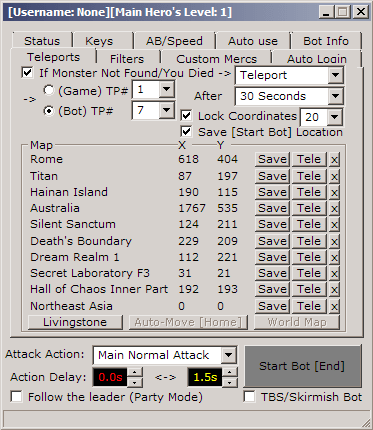 [Username: None][Main Hero's Level: 1]
Status Keys AB/Speed Auto use Bot Info
Teleports Filters Custom Mercs Auto Login
If Monster Not Found/You Died -> Teleport
-> (Game) TP# 1 After 30 Seconds
(Bot) TP# 7 Lock Coordinates 20
Save [Start Bot] Location
Map X Y
Rome 618 404 Save Tele x
Titan 87 197 Save Tele x
Hainan Island 190 115 Save Tele x
Australia 1767 535 Save Tele x
Silent Sanctum 124 211 Save Tele x
Death's Boundary 229 209 Save Tele x
Dream Realm 1 112 221 Save Tele x
Secret Laboratory F3 31 21 Save Tele x
Hall of Chaos Inner Part 192 193 Save Tele x
Northeast Asia 0 0 Save Tele x
Livingstone Auto-Move [Home] World Map
Attack Action: Main Normal Attack Start Bot [End]
Action Delay: 0.0s <-> 1.5s
Follow the leader (Party Mode) TBS/Skirmish Bot